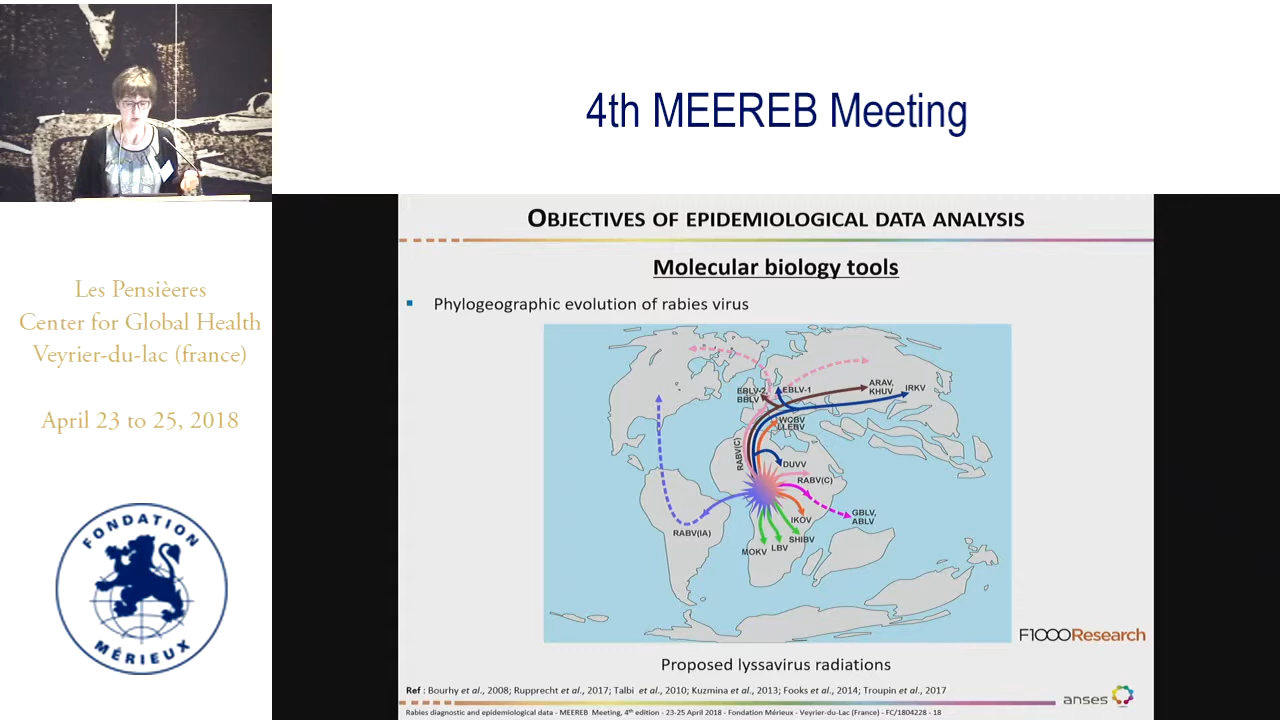 4th MEEREB Meeting
Les Pensièeres
Center for Global Health
Veyrier-du-lac (france)
April 23 to 25, 2018
FONDATION
MÉRIEUX
OBJECTIVES OF EPIDEMIOLOGICAL DATA ANALYSIS
Molecular biology tools
Phylogeographic evolution of rabies virus
EBLV-2,
BBLV
EBLV-1
ARAV,
KHUV
IRKV
WCBV
LLEBV
RABV(C)
DUVV
RABV(C)
GBLV,
ABLV
IKOV
SHIBV
LBV
MOKV
RABV(IA)
F1000Research
Proposed lyssavirus radiations
Ref : Bourhy et al., 2008; Rupprecht et al., 2017; Talbi et al., 2010; Kuzmina et al., 2013; Fooks et al., 2014; Troupin et al., 2017
anses
Rabies diagnostic and epidemiological data - MEEREB Meeting, 4th edition - 23-25 April 2018 - Fondation Mérieux - Veyrier-du-Lac (France) - FC/1804228 - 18